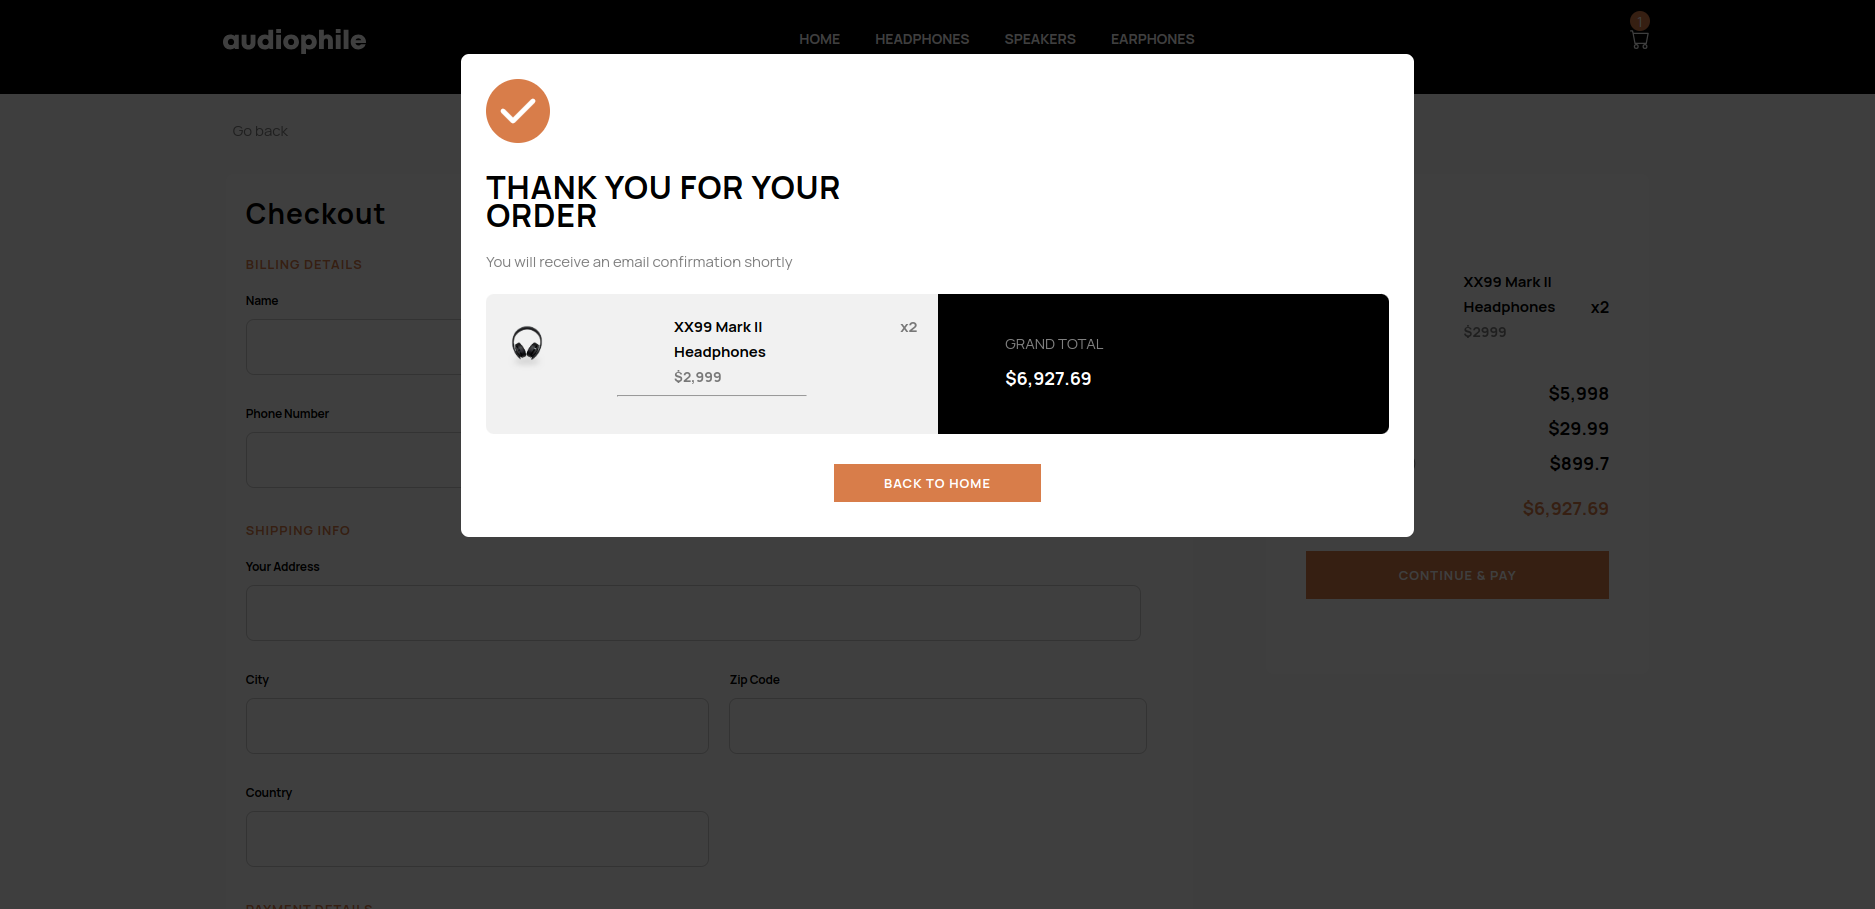 audiophile
HOME HEADPHONES SPEAKERS EARPHONES
1
Go back
Checkout
BILLING DETAILS
Name
Phone Number
SHIPPING INFO
Your Address
City
Zip Code
Country
PAYMENT DETAILS
THANK YOU FOR YOUR
ORDER
You will receive an email confirmation shortly
XX99 Mark II
Headphones
$2,999
x2
GRAND TOTAL
$6,927.69
BACK TO HOME
XX99 Mark II
Headphones
x2
$2999
$5,998
$29.99
$899.7
$6,927.69
CONTINUE & PAY